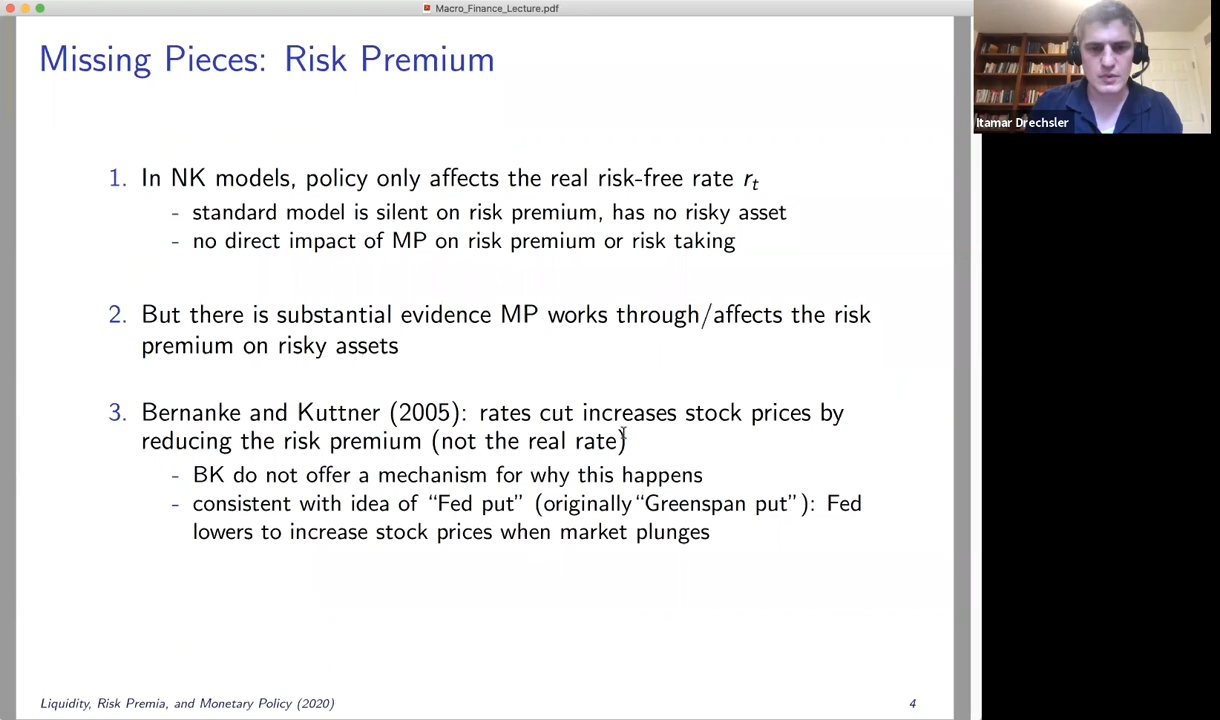 Macro_Finance_Lecture.pdf
Missing Pieces: Risk Premium
Itamar Drechsler
1. In NK models, policy only affects the real risk-free rate rt
- standard model is silent on risk premium, has no risky asset
- no direct impact of MP on risk premium or risk taking
2. But there is substantial evidence MP works through/affects the risk
premium on risky assets
3. Bernanke and Kuttner (2005): rates cut increases stock prices by
reducing the risk premium (not the real rate)
- BK do not offer a mechanism for why this happens
- consistent with idea of “Fed put” (originally“Greenspan put”): Fed
lowers to increase stock prices when market plunges
Liquidity, Risk Premia, and Monetary Policy (2020)
4